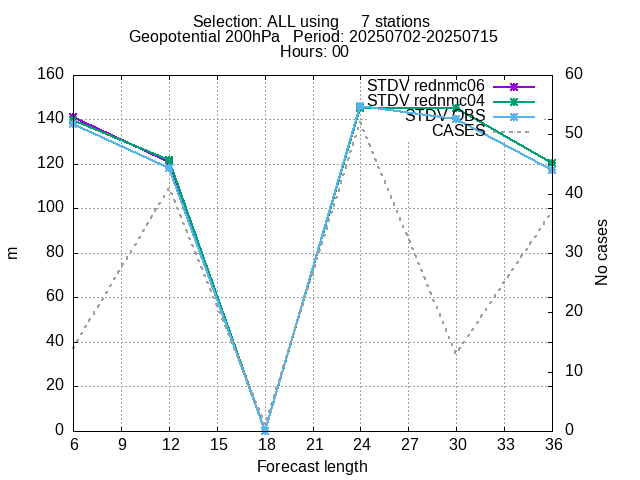 Selection: ALL using 7 stations
Geopotential 200hPa Period: 20250702-20250715
Hours: 00
160
140
120
100
80
60
40
20
0
m
60
50
40
30
20
10
0
No cases
STDV rednmc06
STDV rednmc04
STDV OBS
CASES
6 9 12 15 18 21 24 27 30 33 36
Forecast length